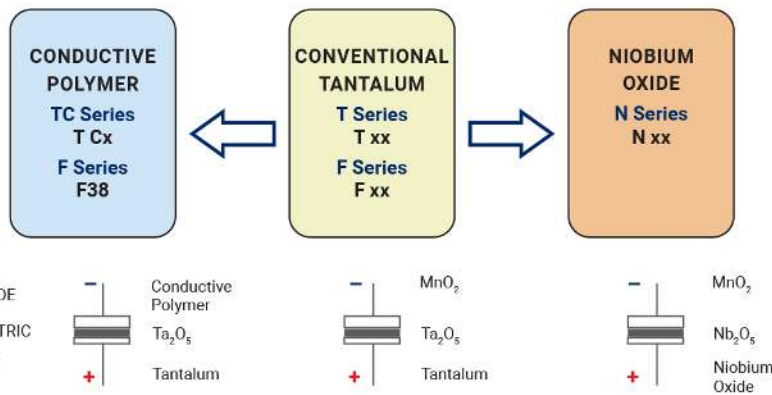 CONDUCTIVE
POLYMER
TC Series
T Cx
F Series
F38
CONVENTIONAL
TANTALUM
T Series
T xx
F Series
F xx
NIOBIUM
OXIDE
N Series
N xx
DE
− Conductive
Polymer
TRIC
Ta₂O₅
+ Tantalum
− MnO₂
Ta₂O₅
+ Tantalum
− MnO₂
Nb₂O₅
+ Niobium
Oxide